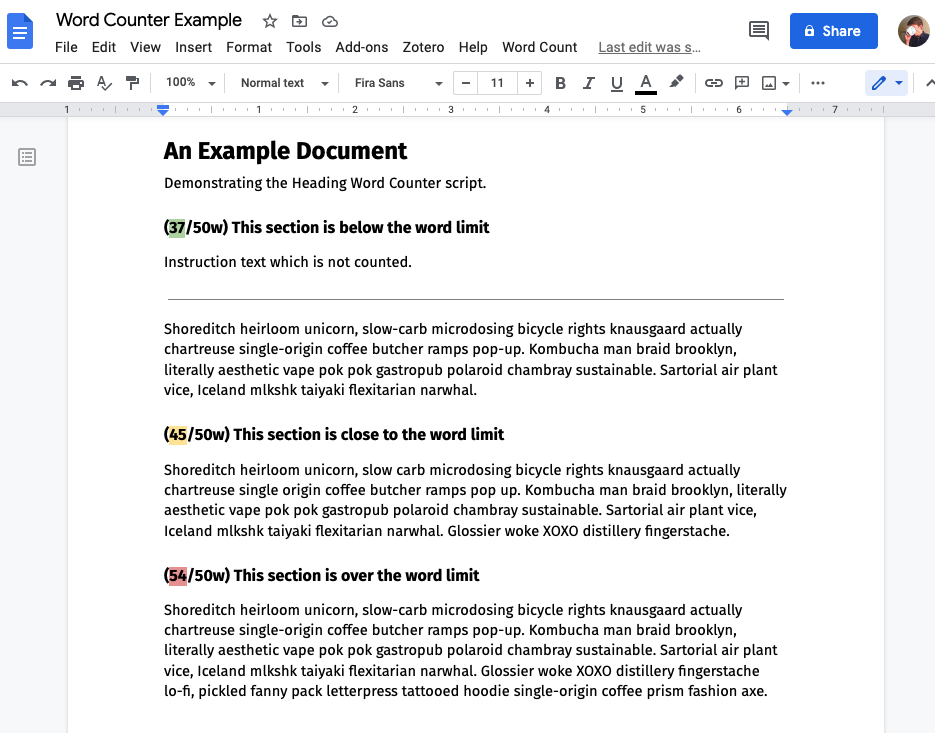 Word Counter Example
File Edit View Insert Format Tools Add-ons Zotero Help Word Count Last edit was s...
Share
100% Normal text Fira Sans 11 B I U A
1 1 2 3 4 5 6 7
An Example Document
Demonstrating the Heading Word Counter script.
(37/50w) This section is below the word limit
Instruction text which is not counted.
Shoreditch heirloom unicorn, slow-carb microdosing bicycle rights knausgaard actually
chartreuse single-origin coffee butcher ramps pop-up. Kombucha man braid brooklyn,
literally aesthetic vape pok pok gastropub polaroid chambray sustainable. Sartorial air plant
vice, Iceland mlkshk taiyaki flexitarian narwhal.
(45/50w) This section is close to the word limit
Shoreditch heirloom unicorn, slow carb microdosing bicycle rights knausgaard actually
chartreuse single origin coffee butcher ramps pop up. Kombucha man braid brooklyn, literally
aesthetic vape pok pok gastropub polaroid chambray sustainable. Sartorial air plant vice,
Iceland mlkshk taiyaki flexitarian narwhal. Glossier woke XOXO distillery fingerstache.
(54/50w) This section is over the word limit
Shoreditch heirloom unicorn, slow-carb microdosing bicycle rights knausgaard actually
chartreuse single-origin coffee butcher ramps pop-up. Kombucha man braid brooklyn,
literally aesthetic vape pok pok gastropub polaroid chambray sustainable. Sartorial air plant
vice, Iceland mlkshk taiyaki flexitarian narwhal. Glossier woke XOXO distillery fingerstache
lo-fi, pickled fanny pack letterpress tattooed hoodie single-origin coffee prism fashion axe.